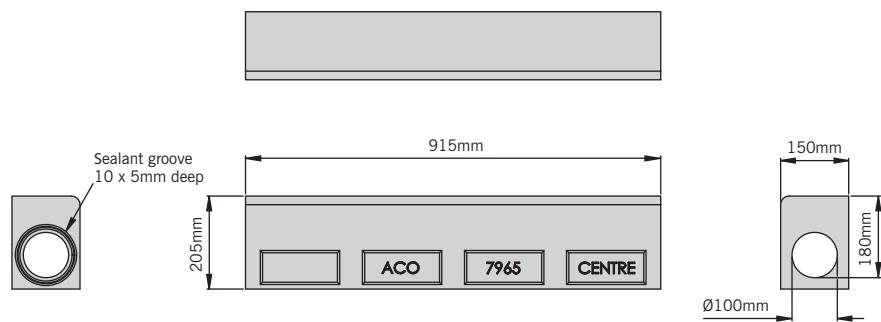 915mm
150mm
Sealant groove
10 x 5mm deep
205mm
180mm
ACO
7965
CENTRE
Ø100mm